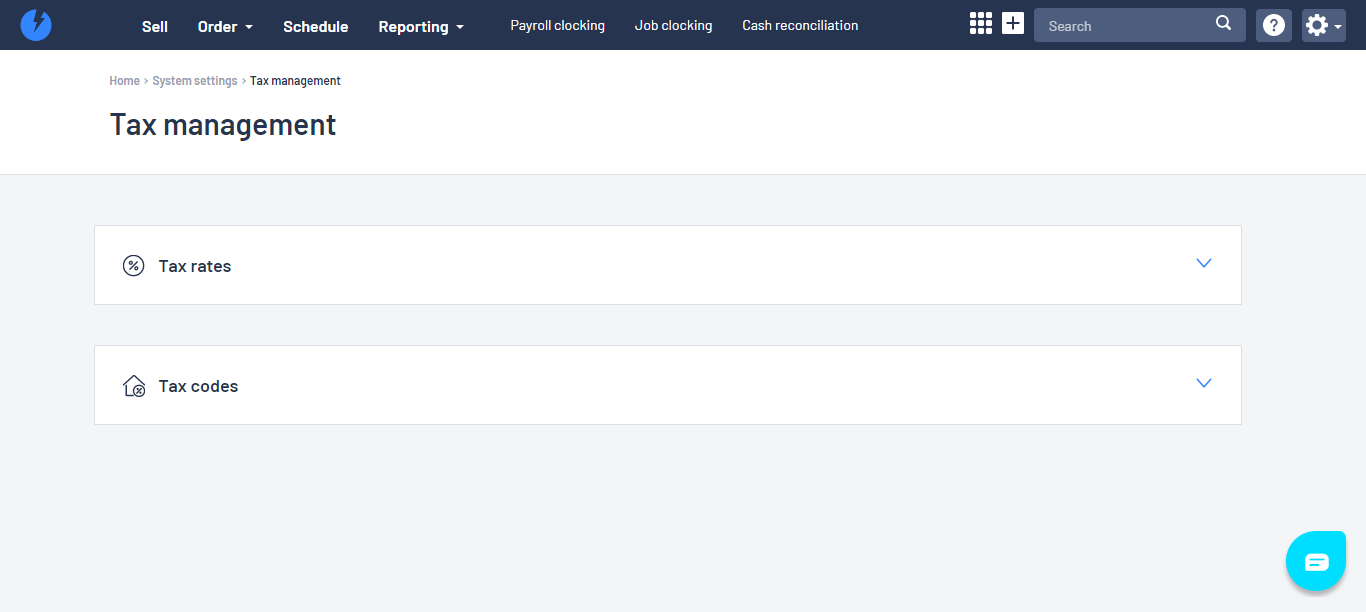 Sell Order Schedule Reporting Payroll clocking Job clocking Cash reconciliation Search
Home › System settings › Tax management
Tax management
Tax rates
Tax codes